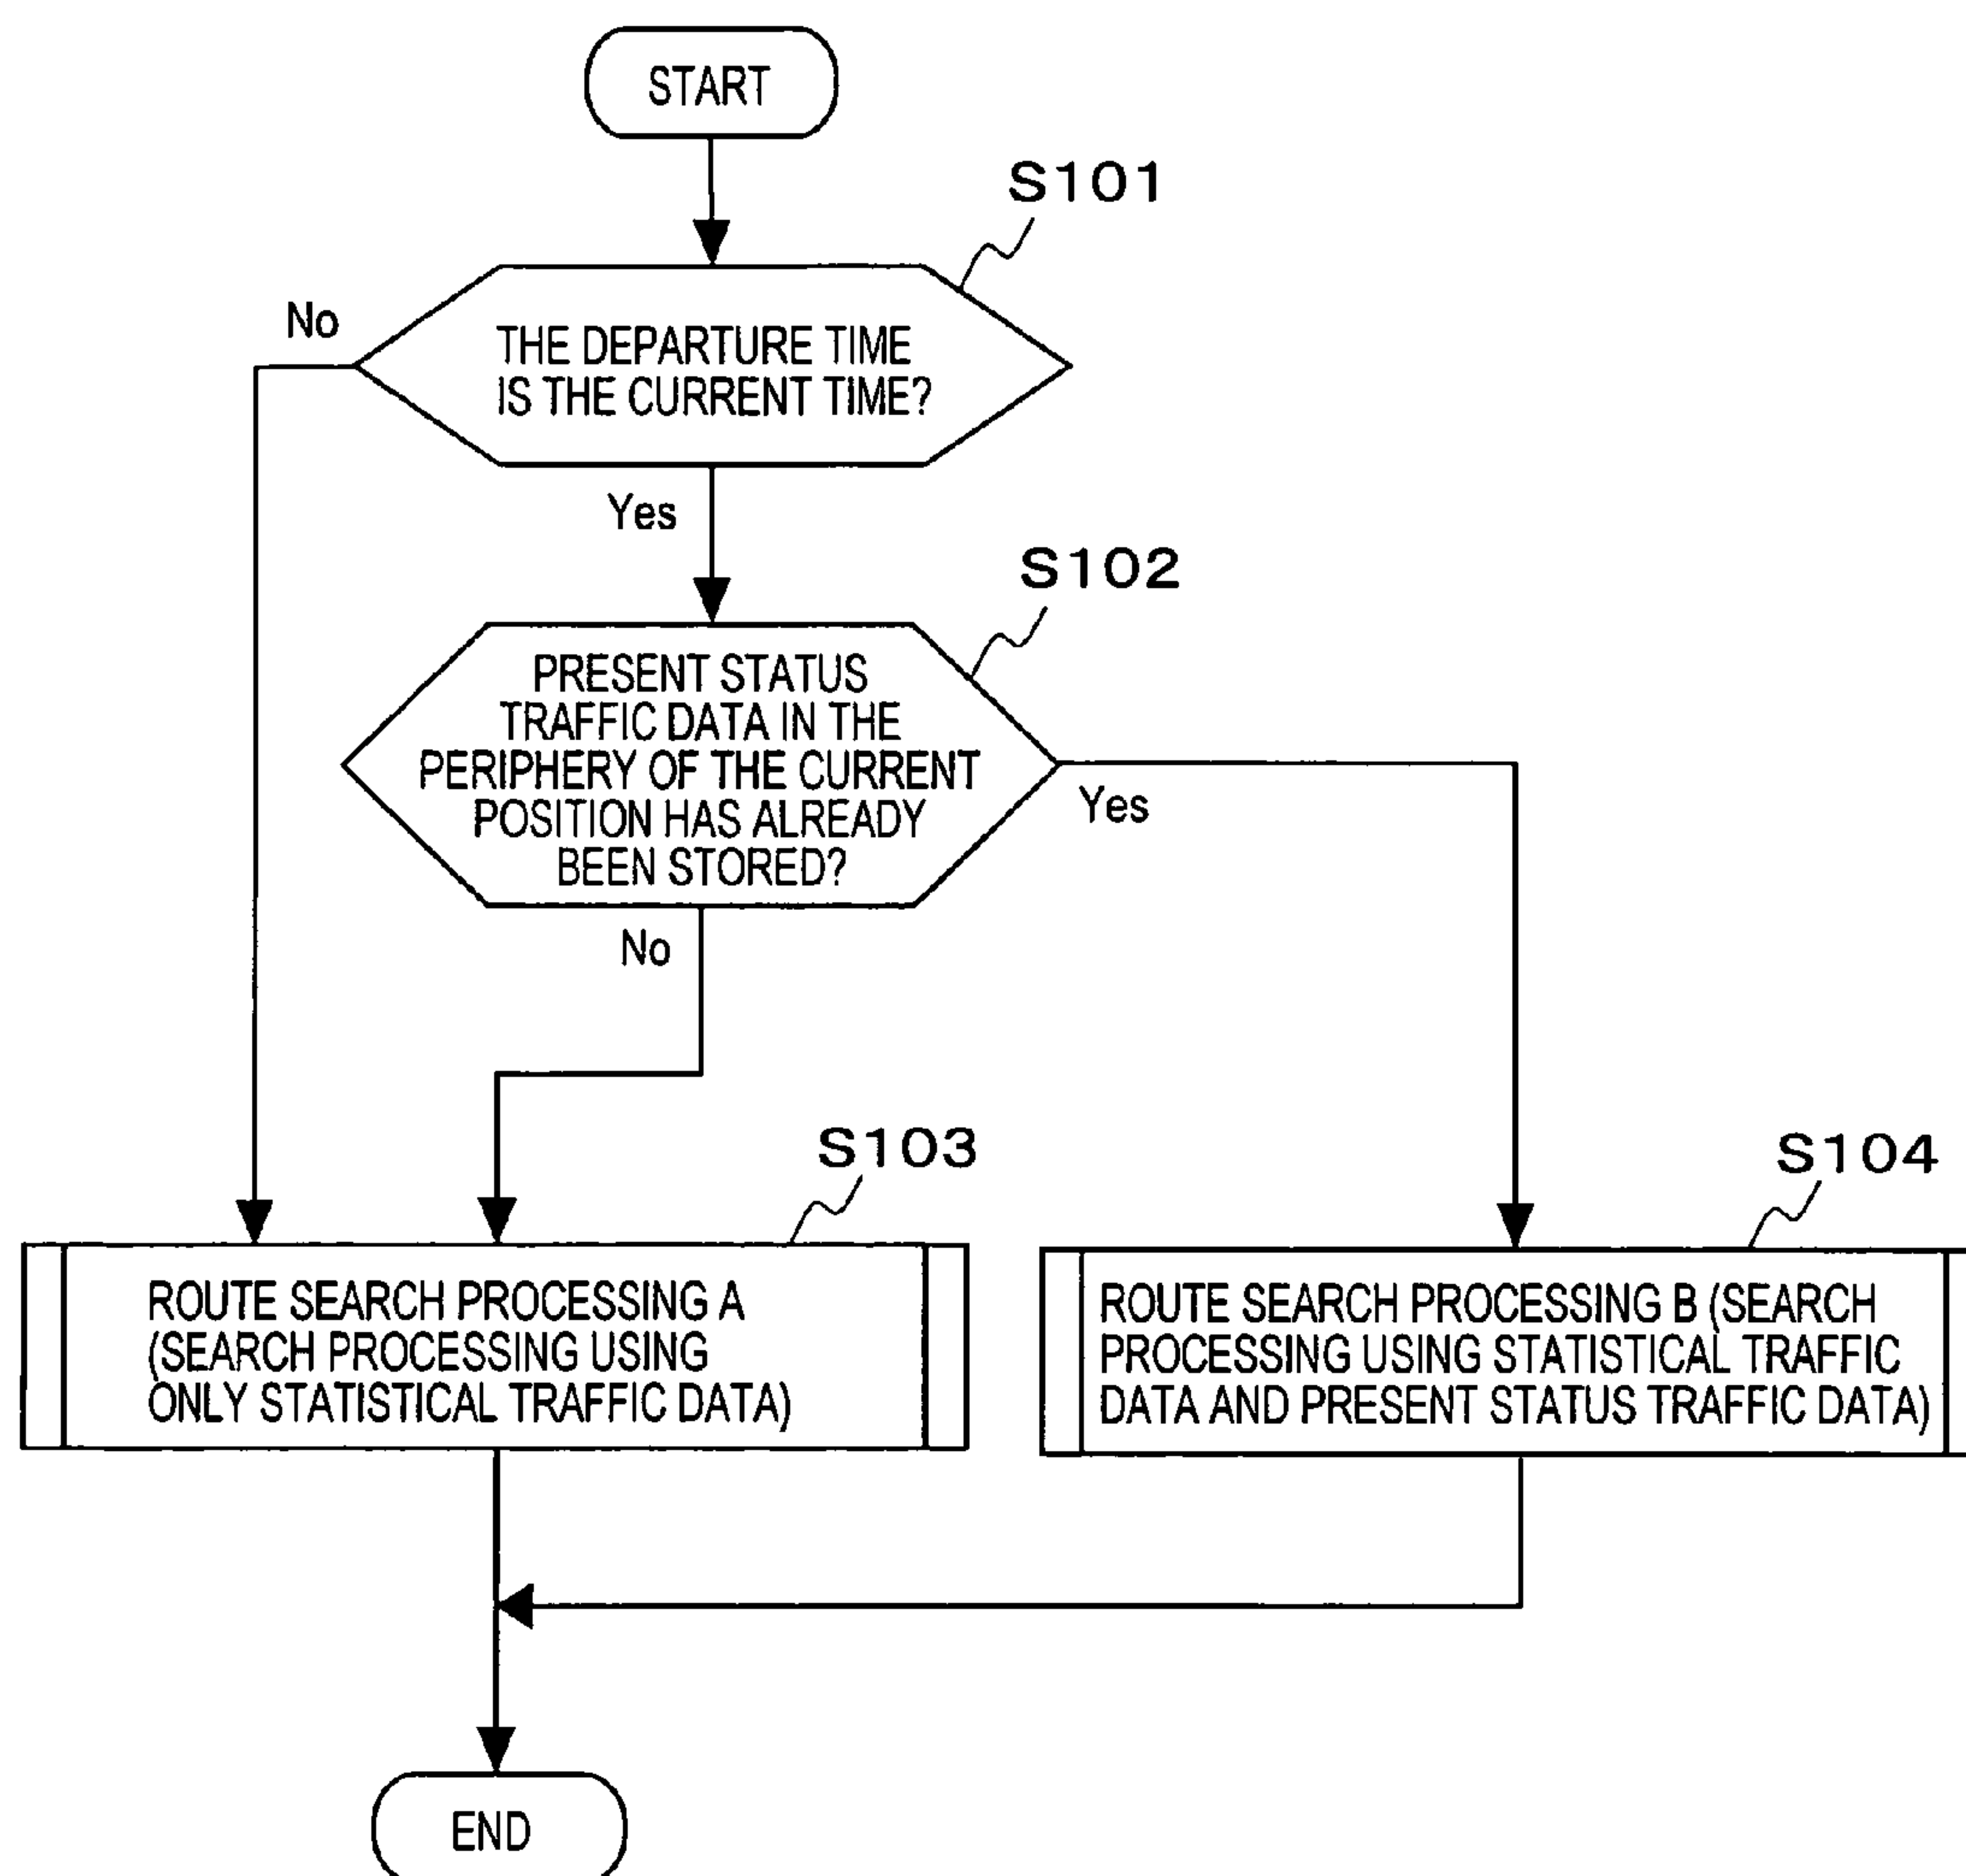 START
S101
No
THE DEPARTURE TIME
IS THE CURRENT TIME?
Yes
S102
PRESENT STATUS
TRAFFIC DATA IN THE
PERIPHERY OF THE CURRENT
POSITION HAS ALREADY
BEEN STORED?
Yes
No
S103
S104
ROUTE SEARCH PROCESSING A
(SEARCH PROCESSING USING
ONLY STATISTICAL TRAFFIC DATA)
ROUTE SEARCH PROCESSING B (SEARCH
PROCESSING USING STATISTICAL TRAFFIC
DATA AND PRESENT STATUS TRAFFIC DATA)
END